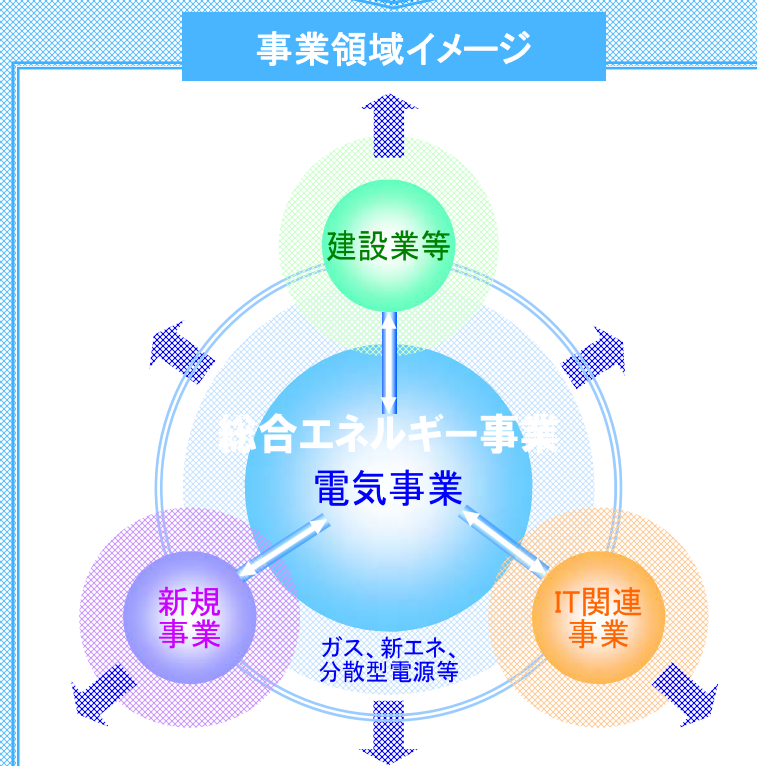 事業領域イメージ
建設業等
総合エネルギー事業
電気事業
新規
事業
IT関連
事業
ガス、新エネ、
分散型電源等